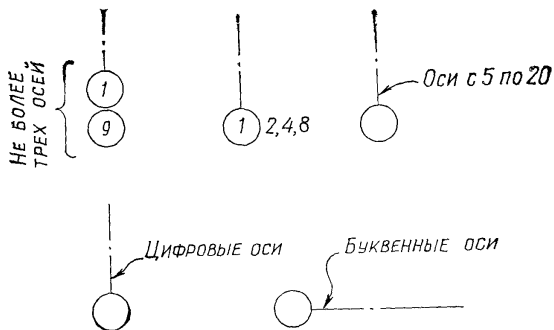 Не более
трех осей
1
9
1 2,4,8
Оси с 5 по 20
Цифровые оси
Буквенные оси